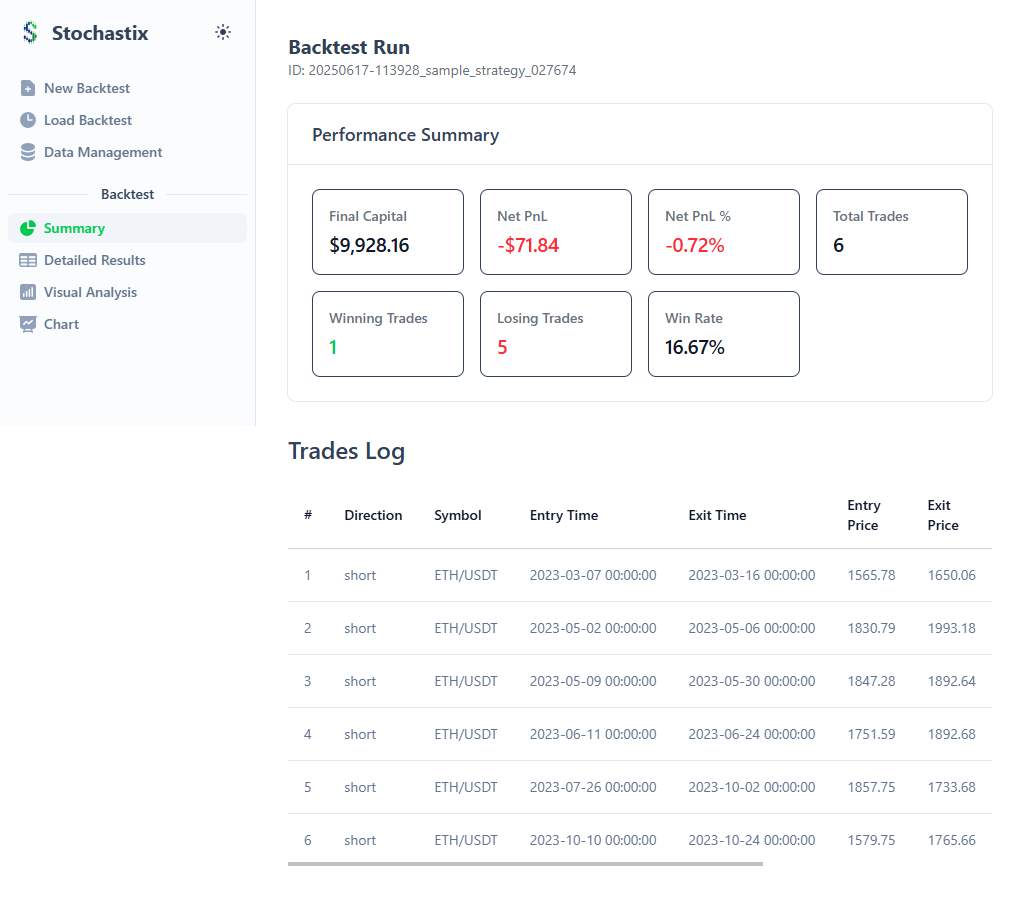 Stochastix
New Backtest
Load Backtest
Data Management
Backtest
Summary
Detailed Results
Visual Analysis
Chart
Backtest Run
ID: 20250617-113928_sample_strategy_027674
Performance Summary
Final Capital
$9,928.16
Net PnL
-$71.84
Net PnL %
-0.72%
Total Trades
6
Winning Trades
1
Losing Trades
5
Win Rate
16.67%
Trades Log
# Direction Symbol Entry Time Exit Time Entry Price Exit Price
1 short ETH/USDT 2023-03-07 00:00:00 2023-03-16 00:00:00 1565.78 1650.06
2 short ETH/USDT 2023-05-02 00:00:00 2023-05-06 00:00:00 1830.79 1993.18
3 short ETH/USDT 2023-05-09 00:00:00 2023-05-30 00:00:00 1847.28 1892.64
4 short ETH/USDT 2023-06-11 00:00:00 2023-06-24 00:00:00 1751.59 1892.68
5 short ETH/USDT 2023-07-26 00:00:00 2023-10-02 00:00:00 1857.75 1733.68
6 short ETH/USDT 2023-10-10 00:00:00 2023-10-24 00:00:00 1579.75 1765.66